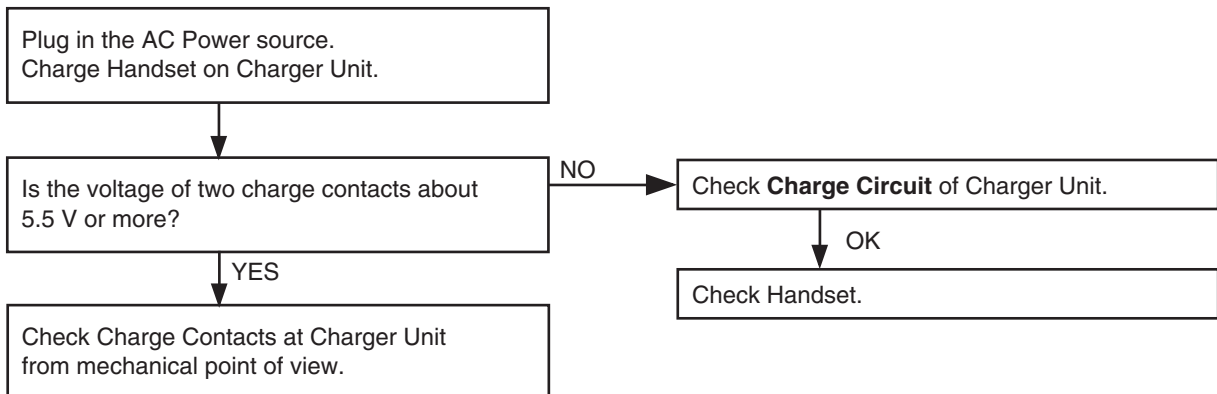 Plug in the AC Power source.
Charge Handset on Charger Unit.
Is the voltage of two charge contacts about
5.5 V or more?
NO
Check Charge Circuit of Charger Unit.
OK
Check Handset.
YES
Check Charge Contacts at Charger Unit
from mechanical point of view.